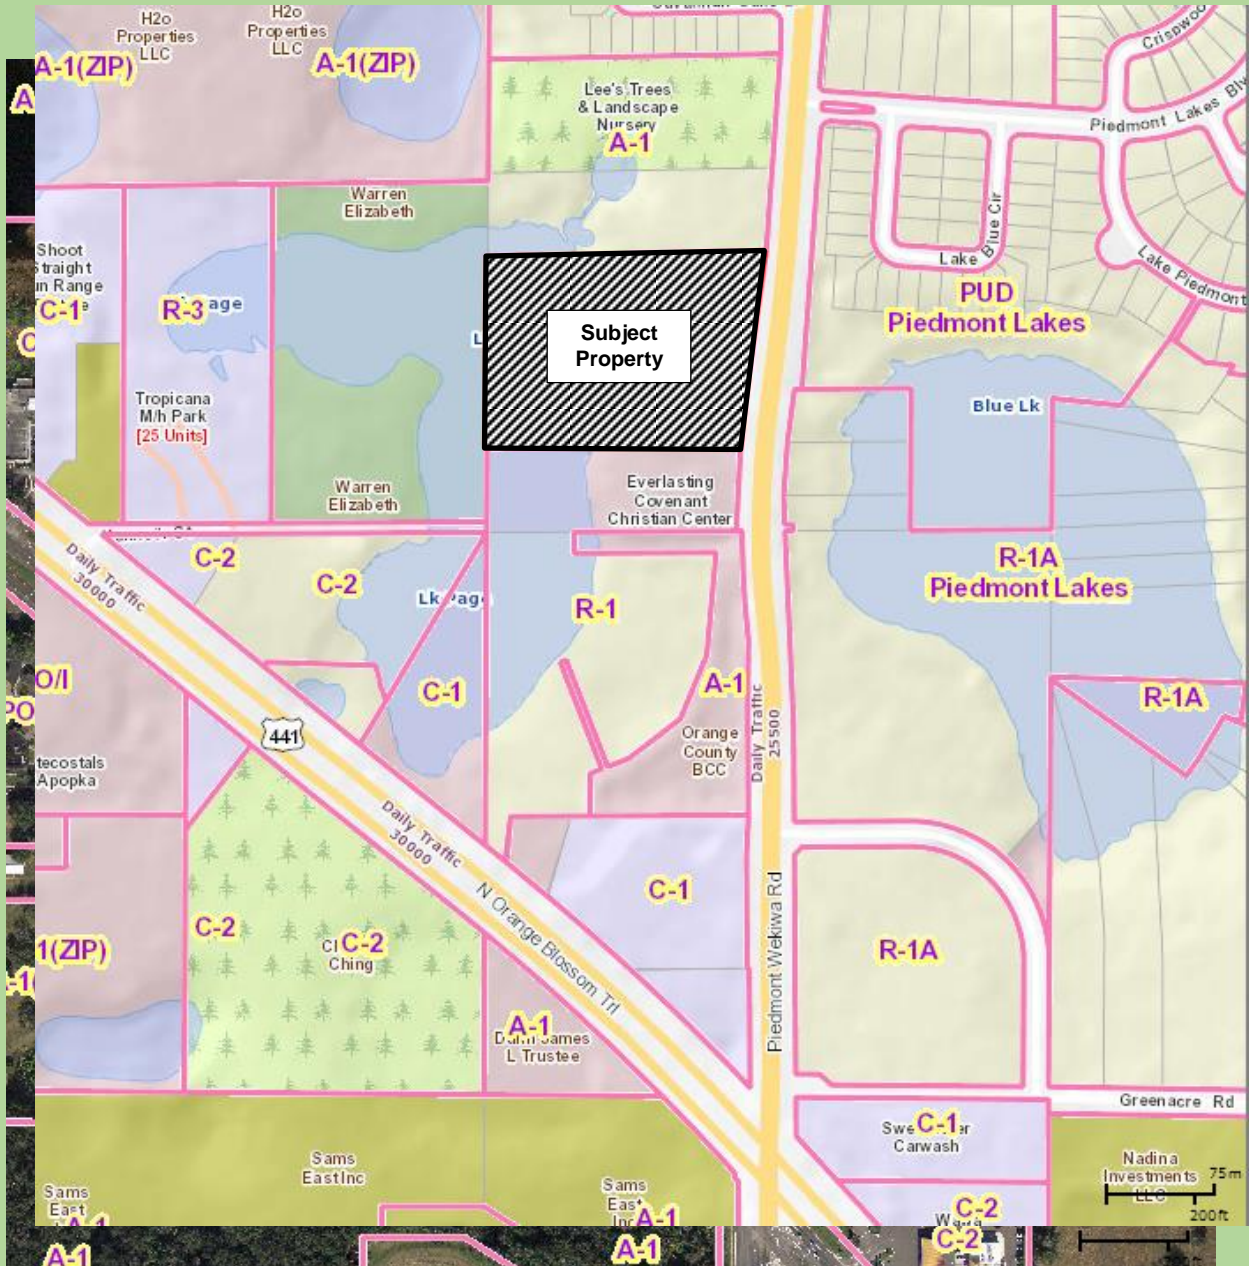 H2o
Properties
LLC
H2o
Properties
LLC
A-1(ZIP)
A-1(ZIP)
Lee's Trees
& Landscape
Nursery
A-1
Piedmont Lakes Blv
Warren
Elizabeth
Lake Blue Cir
Lake Piedmont
Shoot
Straight
C-1
R-3
Subject
Property
PUD
Piedmont Lakes
Tropicana
M/h Park
[25 Units]
Blue Lk
Warren
Elizabeth
Everlasting
Covenant
Christian Center
C-2
C-2
Daily Traffic
30000
Lk Page
R-1
R-1A
Piedmont Lakes
O/I
C-1
A-1
R-1A
441
Orange
County
BCC
Daily Traffic
25500
tecostals
Apopka
Daily Traffic
30000
C-1
N Orange Blossom Trl
Piedmont Wekiwa Rd
1(ZIP)
C-2
C-2
Ching
R-1A
A-1
L Trustee
Greenacre Rd
C-1
Carwash
Sams
East Inc
Nadina
Investments
LLC
75m
200ft
Sams
East
A-1
Sams
A-1
C-2
A-1
A-1
C-2